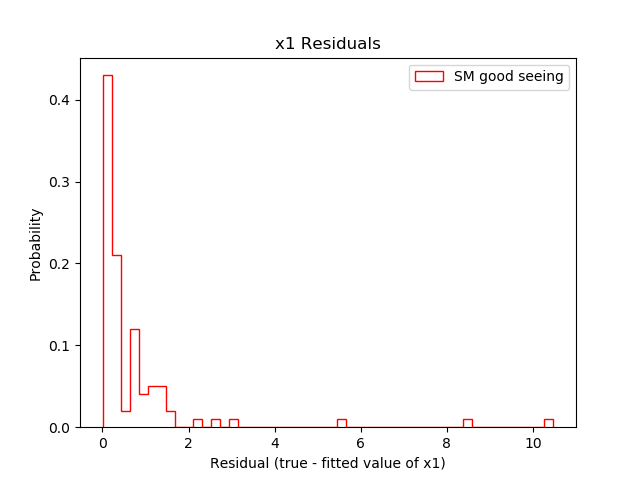 x1 Residuals
SM good seeing
Probability
0.4
0.3
0.2
0.1
0.0
0 2 4 6 8 10
Residual (true - fitted value of x1)